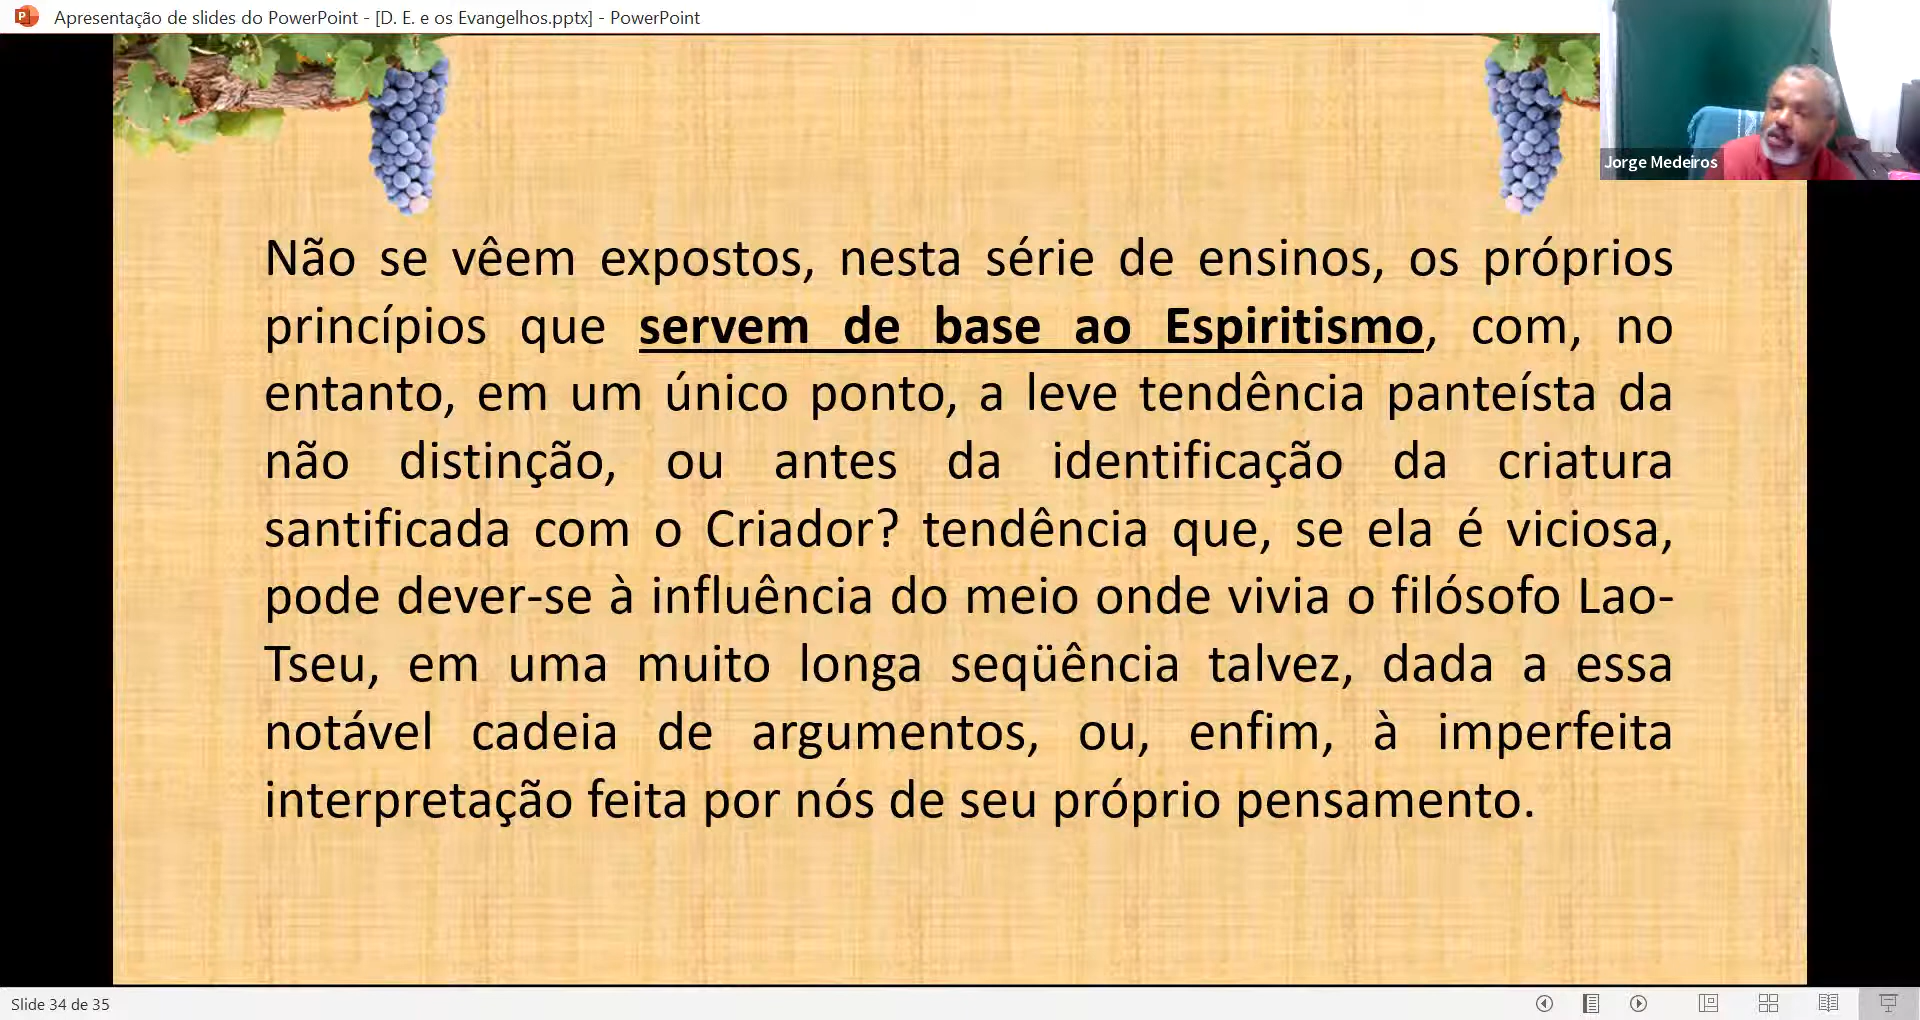 Apresentação de slides do PowerPoint - [D. E. e os Evangelhos.pptx] - PowerPoint
Jorge Medeiros
Não se vêem expostos, nesta série de ensinos, os próprios
princípios que servem de base ao Espiritismo, com, no
entanto, em um único ponto, a leve tendência panteísta da
não distinção, ou antes da identificação da criatura
santificada com o Criador? tendência que, se ela é viciosa,
pode dever-se à influência do meio onde vivia o filósofo Lao-
Tseu, em uma muito longa seqüência talvez, dada a essa
notável cadeia de argumentos, ou, enfim, à imperfeita
interpretação feita por nós de seu próprio pensamento.
Slide 34 de 35